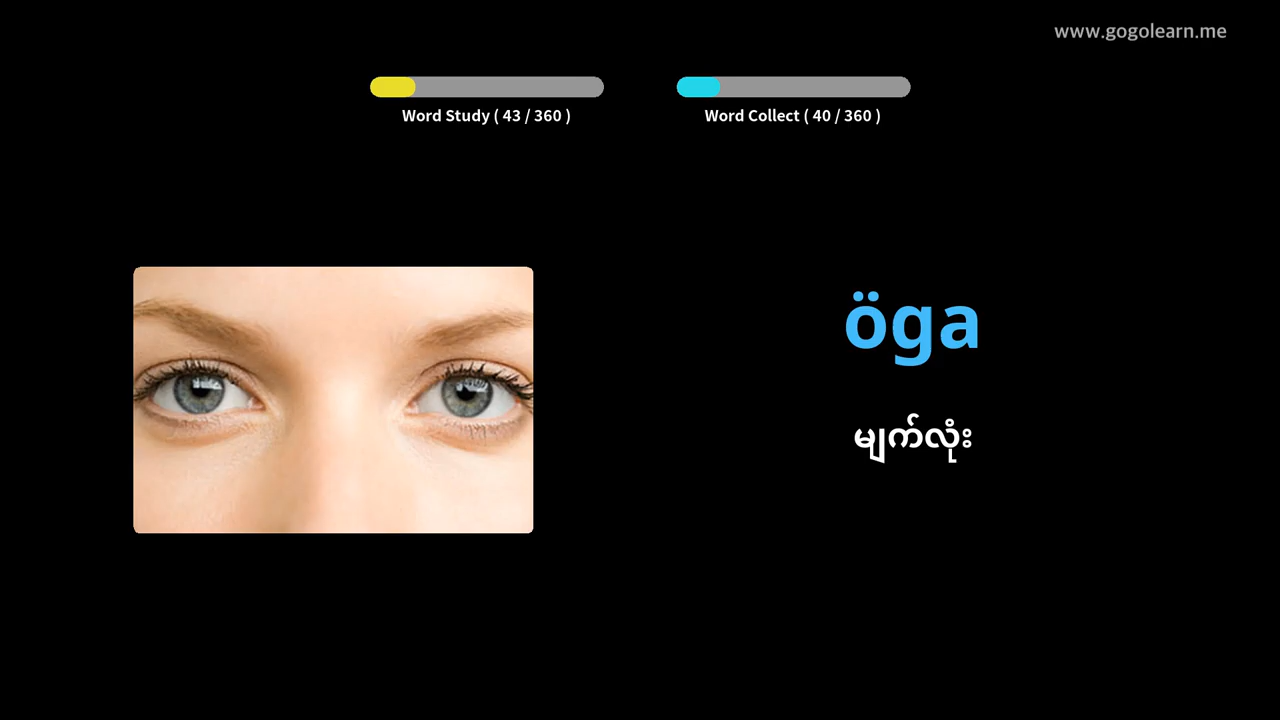 www.gogolearn.me
Word Study ( 43 / 360 )
Word Collect ( 40 / 360 )
öga
မျက်လုံး